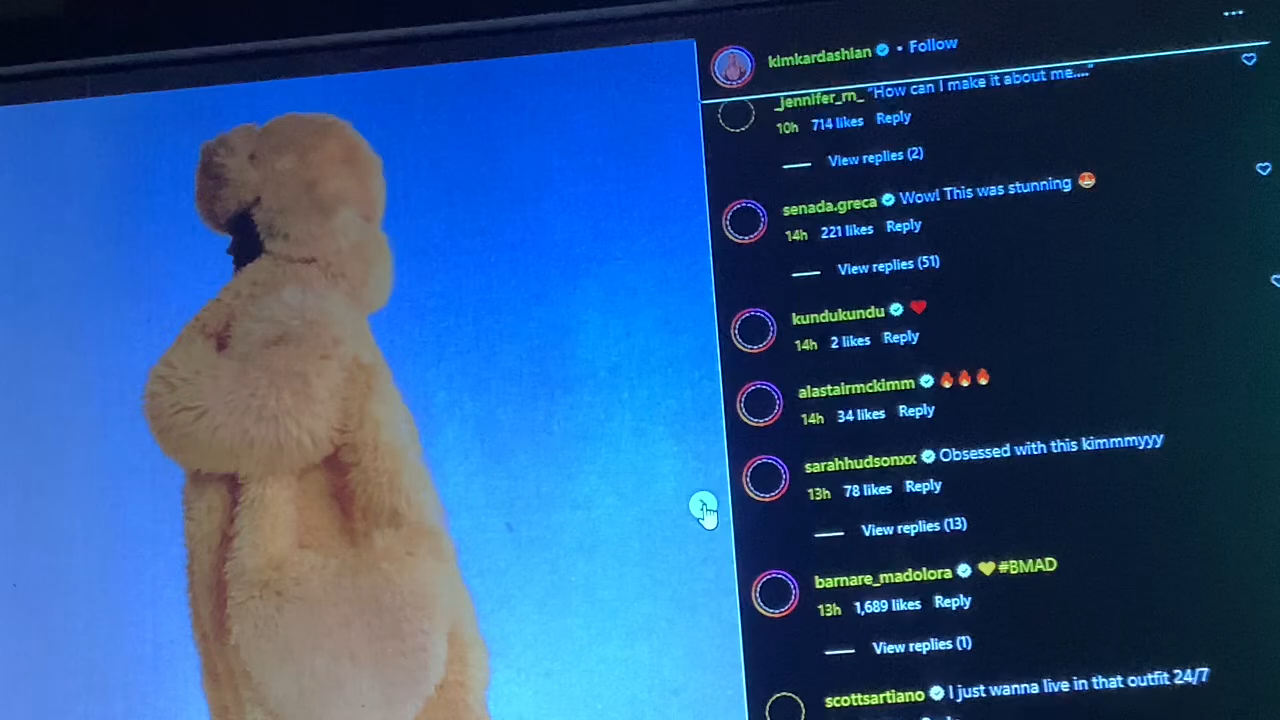 kimkardashian • Follow
_jennifer_rn_ "How can I make it about me...."
10h 714 likes Reply
View replies (2)
senada.greca Wow! This was stunning 🤩
14h 221 likes Reply
View replies (51)
kundukundu ❤️
14h 2 likes Reply
alastairmckimm 🔥🔥🔥
14h 34 likes Reply
sarahhudsonxx Obsessed with this kimmmyyy
13h 78 likes Reply
View replies (13)
barnare_madolora 💛#BMAD
13h 1,689 likes Reply
View replies (1)
scottsartiano I just wanna live in that outfit 24/7